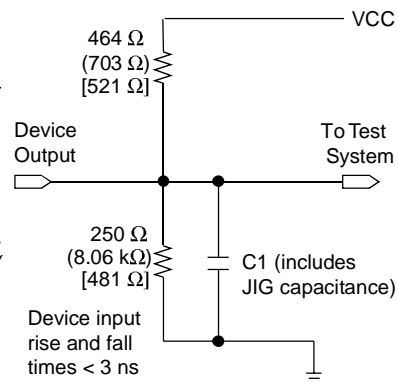 VCC
464 Ω
(703 Ω)
[521 Ω]
Device
Output
To Test
System
250 Ω
(8.06 kΩ)
[481 Ω]
C1 (includes
JIG capacitance)
Device input
rise and fall
times < 3 ns